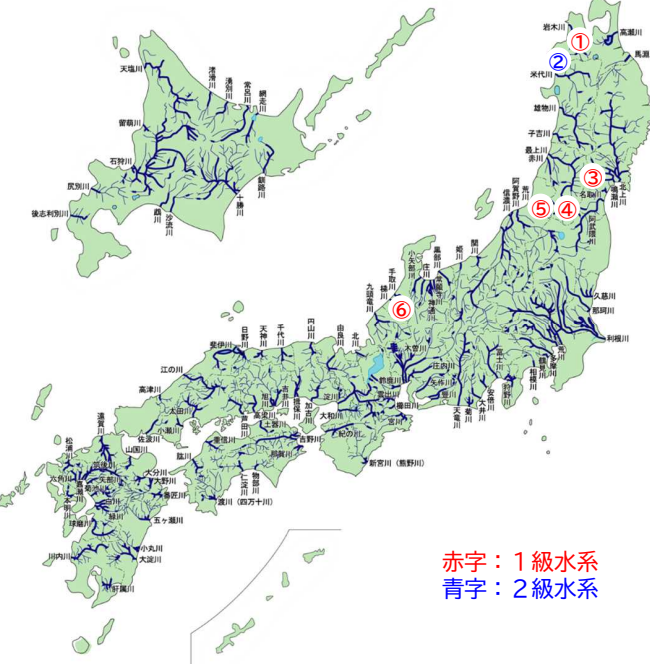 岩木川
①
高瀬川
②
馬淵
米代川
天塩川
渚滑川
湧別川
常呂川
網走川
雄物川
留萌川
子吉川
石狩川
最上川
赤川
③
名取
鳴瀬川
北上川
尻別川
釧路川
十勝川
後志利別川
鵡川
沙流川
阿賀野川
信濃川
荒川
⑤
④
阿武隈川
関川
姫川
黒部川
常願寺川
神通川
庄川
小矢部川
手取川
梯川
九頭竜川
⑥
久慈川
那珂川
利根川
北川
由良川
円山川
千代川
天神川
日野川
斐伊川
木曽川
荒川
多摩川
鶴見川
相模川
富士川
狩野川
安倍川
大井川
菊川
天竜川
豊川
矢作川
庄内川
鈴鹿川
雲出川
櫛田川
宮川
江の川
高津川
太田川
小瀬川
佐波川
芦田川
高梁川
旭川
吉井川
揖保川
加古川
淀川
大和川
紀の川
新宮川（熊野川）
遠賀川
松浦川
山国川
筑後川
矢部川
六角川
嘉瀬川
菊池川
本明川
白川
緑川
球磨川
大分川
大野川
番匠川
五ヶ瀬川
小丸川
大淀川
川内川
肝属川
肱川
重信川
土器川
吉野川
那賀川
物部川
仁淀川
渡川（四万十川）
赤字：１級水系
青字：２級水系